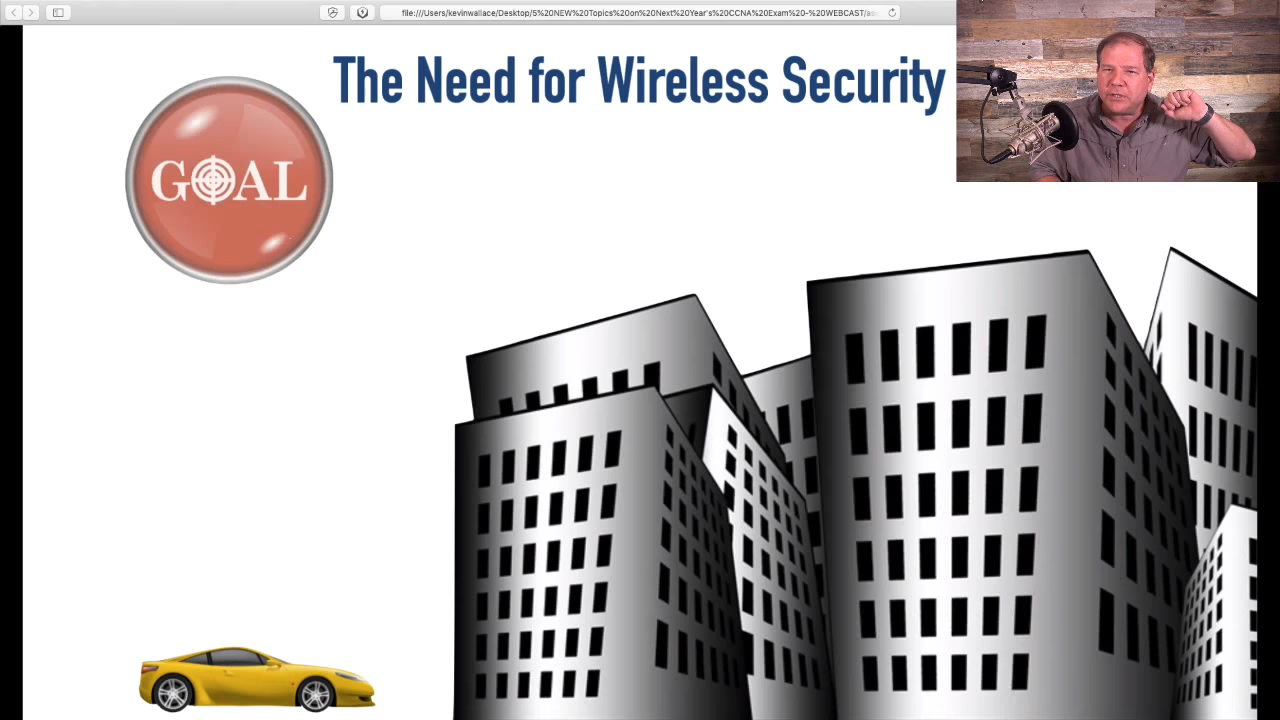 file:///Users/kevinwallace/Desktop/5%20NEW%20Topics%20on%20Next%20Year's%20CCNA%20Exam%20-%20WEBCAST/ass
The Need for Wireless Security
GOAL